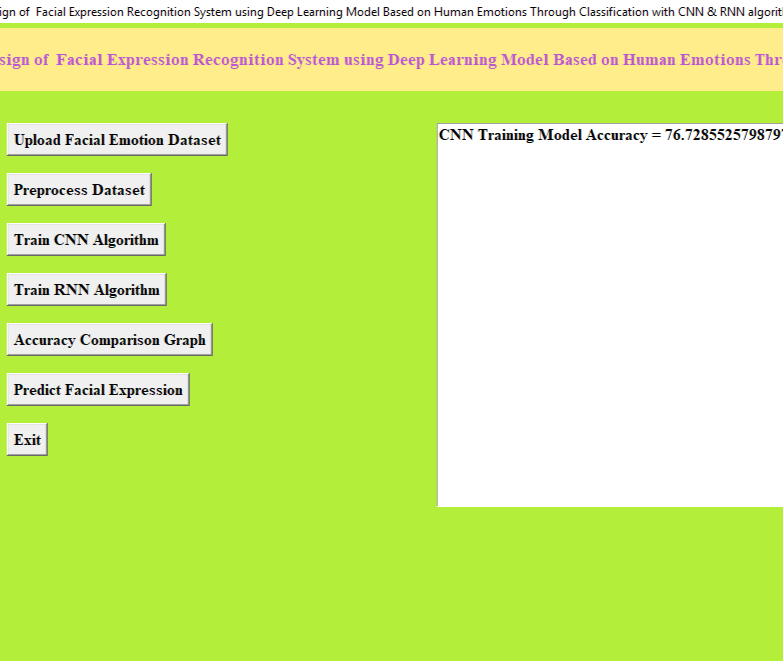 ign of  Facial Expression Recognition System using Deep Learning Model Based on Human Emotions Through Classification with CNN & RNN algorit
sign of  Facial Expression Recognition System using Deep Learning Model Based on Human Emotions Thr
Upload Facial Emotion Dataset
CNN Training Model Accuracy = 76.728552579879
Preprocess Dataset
Train CNN Algorithm
Train RNN Algorithm
Accuracy Comparison Graph
Predict Facial Expression
Exit